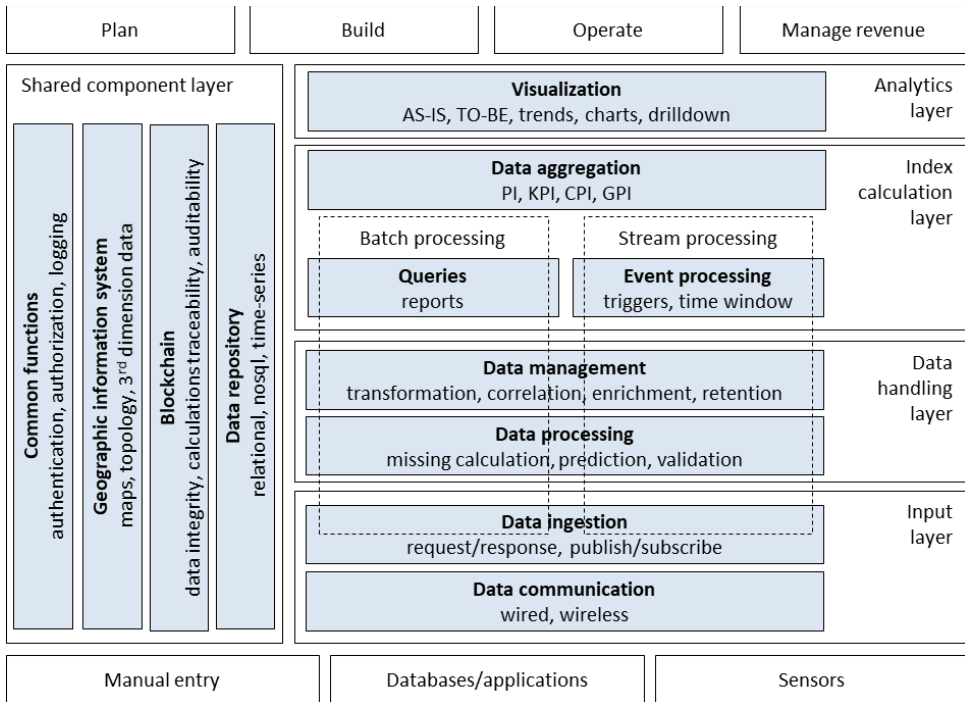 Plan
Build
Operate
Manage revenue
Shared component layer
Common functions
authentication, authorization, logging
Geographic information system
maps, topology, 3rd dimension data
Blockchain
data integrity, calculations traceability, auditability
Data repository
relational, nosql, time-series
Visualization
AS-IS, TO-BE, trends, charts, drilldown
Analytics
layer
Data aggregation
PI, KPI, CPI, GPI
Index
calculation
layer
Batch processing
Stream processing
Queries
reports
Event processing
triggers, time window
Data management
transformation, correlation, enrichment, retention
Data
handling
layer
Data processing
missing calculation, prediction, validation
Data ingestion
request/response, publish/subscribe
Input
layer
Data communication
wired, wireless
Manual entry
Databases/applications
Sensors